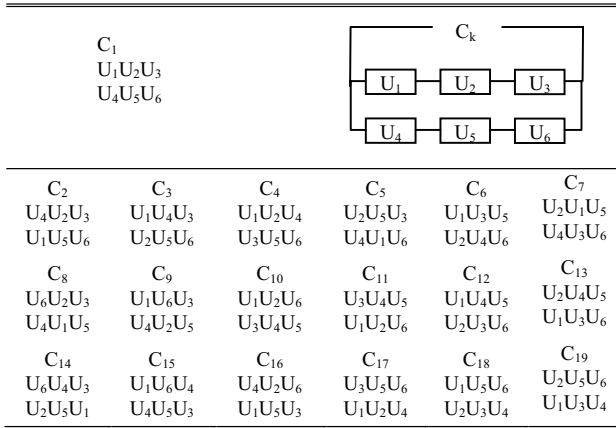 C₁
U₁U₂U₃
U₄U₅U₆
Cₖ
U₁ U₂ U₃
U₄ U₅ U₆
C₂ C₃ C₄ C₅ C₆ C₇
U₄U₂U₃ U₁U₄U₃ U₁U₂U₄ U₂U₅U₃ U₁U₃U₅ U₂U₁U₅
U₁U₅U₆ U₂U₅U₆ U₃U₅U₆ U₄U₁U₆ U₂U₄U₆ U₄U₃U₆
C₈ C₉ C₁₀ C₁₁ C₁₂ C₁₃
U₆U₂U₃ U₁U₆U₃ U₁U₂U₆ U₃U₄U₅ U₁U₄U₅ U₂U₄U₅
U₄U₁U₅ U₄U₂U₅ U₃U₄U₅ U₁U₂U₆ U₂U₃U₆ U₁U₃U₆
C₁₄ C₁₅ C₁₆ C₁₇ C₁₈ C₁₉
U₆U₄U₃ U₁U₆U₄ U₄U₂U₆ U₃U₅U₆ U₁U₅U₆ U₂U₅U₆
U₂U₅U₁ U₄U₅U₃ U₁U₅U₃ U₁U₂U₄ U₂U₃U₄ U₁U₃U₄